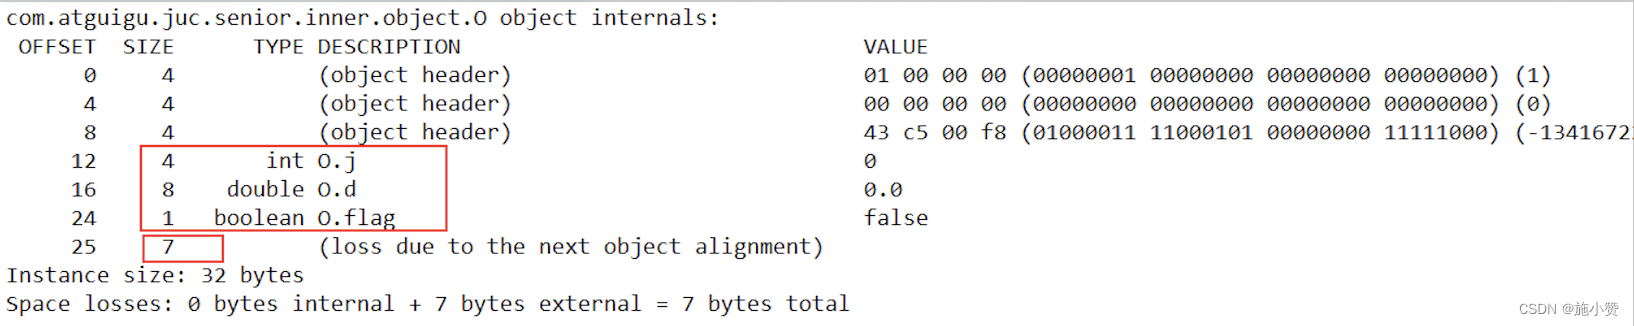 com.atguigu.juc.senior.inner.object.O object internals:
OFFSET SIZE TYPE DESCRIPTION VALUE
0 4 (object header) 01 00 00 00 (00000001 00000000 00000000 00000000) (1)
4 4 (object header) 00 00 00 00 (00000000 00000000 00000000 00000000) (0)
8 4 (object header) 43 c5 00 f8 (01000011 11000101 00000000 11111000) (-1341672
12 4 int O.j 0
16 8 double O.d 0.0
24 1 boolean O.flag false
25 7 (loss due to the next object alignment)
Instance size: 32 bytes
Space losses: 0 bytes internal + 7 bytes external = 7 bytes total
CSDN @施小赞